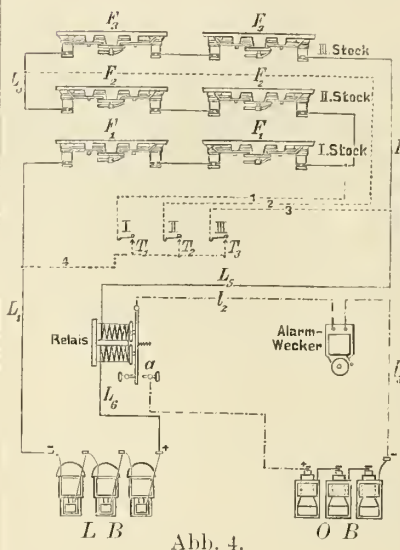 F3 F3
III. Stock
L3
F2 F2
II. Stock
F1 F1
I. Stock
1
2
3
I II III
T1 T2 T3
4
L5
l2
L1
Relais
a
Alarm-
Wecker
L6
- +
+ -
L B
O B
Abb. 4.